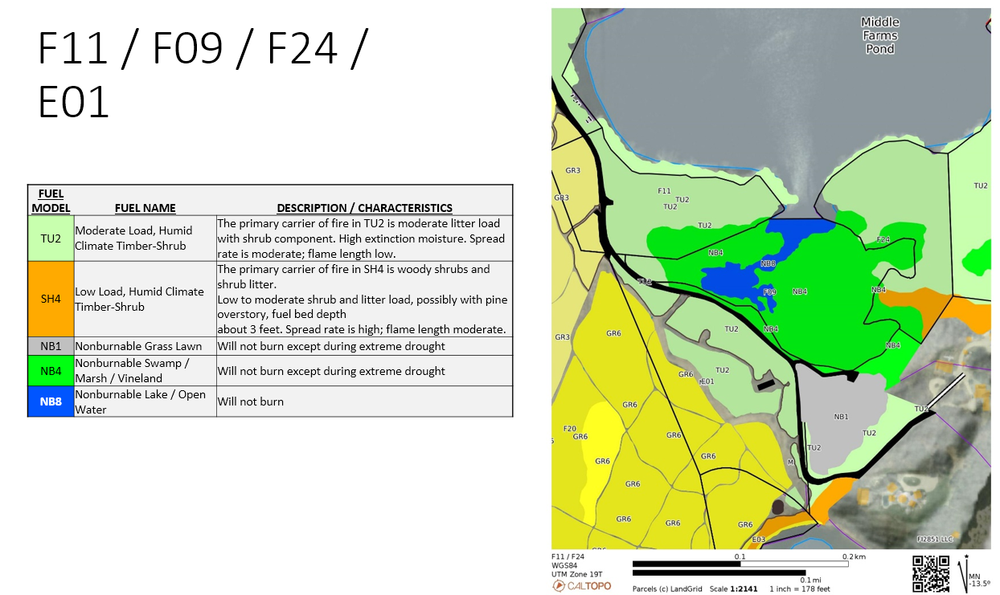 F11 / F09 / F24 /
E01
FUEL MODEL FUEL NAME DESCRIPTION / CHARACTERISTICS
TU2
Moderate Load, Humid
Climate Timber-Shrub
The primary carrier of fire in TU2 is moderate litter load
with shrub component. High extinction moisture. Spread
rate is moderate; flame length low.
SH4
Low Load, Humid Climate
Timber-Shrub
The primary carrier of fire in SH4 is woody shrubs and
shrub litter.
Low to moderate shrub and litter load, possibly with pine
overstory, fuel bed depth
about 3 feet. Spread rate is high; flame length moderate.
NB1
Nonburnable Grass Lawn
Will not burn except during extreme drought
NB4
Nonburnable Swamp /
Marsh / Vineland
Will not burn except during extreme drought
NB8
Nonburnable Lake / Open
Water
Will not burn
Middle
Farms
Pond
GR3
GR3
F11
TU2
TU2
TU2
TU2
NB4
F24
NB8
TU2
F09
NB4
NB4
TU2
NB4
GR3
GR6
NB4
TU2
GR6
E01
GR6
TU2
NB1
F20
GR6
GR6
TU2
TU2
GR6
GR6
M
GR6
GR6
GR6
GR6
E03
GR6
FI2851 LLC
F11 / F24
WGS84
UTM Zone 19T
CALTOPO
0.1
0.2 km
0.1 mi
Parcels (c) LandGrid Scale 1:2141 1 inch = 178 feet
MN
-13.5°